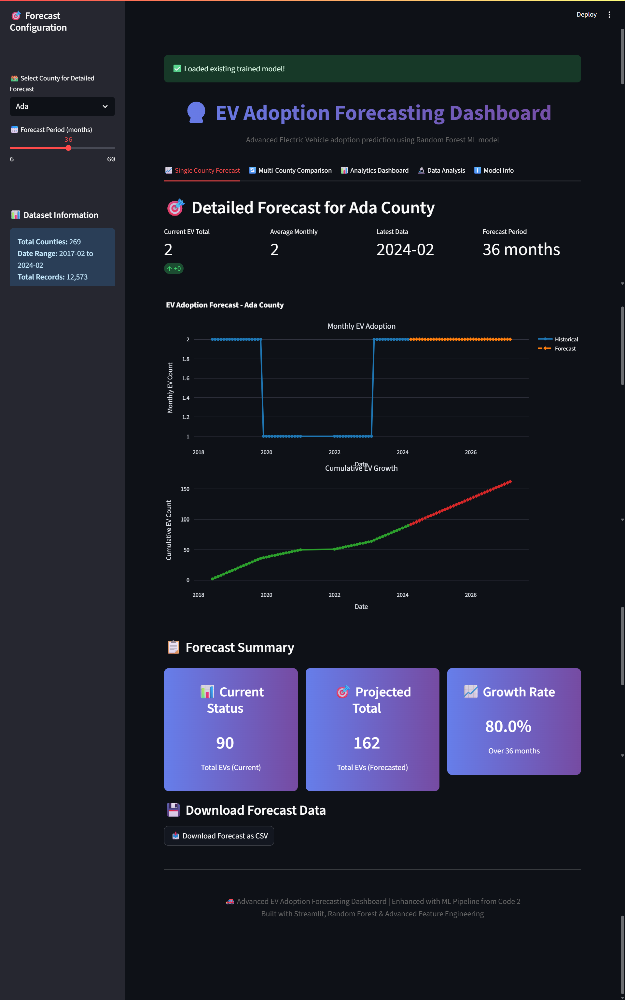 🎯 Forecast
Configuration
🏘️ Select County for Detailed
Forecast
Ada
📅 Forecast Period (months)
36
6 60
📊 Dataset Information
Total Counties: 269
Date Range: 2017-02 to
2024-02
Total Records: 12,573
Deploy
✅ Loaded existing trained model!
EV Adoption Forecasting Dashboard
Advanced Electric Vehicle adoption prediction using Random Forest ML model
📈 Single County Forecast 🔄 Multi-County Comparison 📊 Analytics Dashboard 🔬 Data Analysis ℹ️ Model Info
🎯 Detailed Forecast for Ada County
Current EV Total
2
↑ +0
Average Monthly
2
Latest Data
2024-02
Forecast Period
36 months
EV Adoption Forecast - Ada County
Monthly EV Adoption
Monthly EV Count
2
1.8
1.6
1.4
1.2
1
2018 2020 2022 2024 2026
Date
Historical
Forecast
Cumulative EV Growth
Cumulative EV Count
150
100
50
0
2018 2020 2022 2024 2026
Date
📋 Forecast Summary
📊 Current
Status
90
Total EVs (Current)
🎯 Projected
Total
162
Total EVs (Forecasted)
📈 Growth Rate
80.0%
Over 36 months
💾 Download Forecast Data
📥 Download Forecast as CSV
🚗 Advanced EV Adoption Forecasting Dashboard | Enhanced with ML Pipeline from Code 2
Built with Streamlit, Random Forest & Advanced Feature Engineering